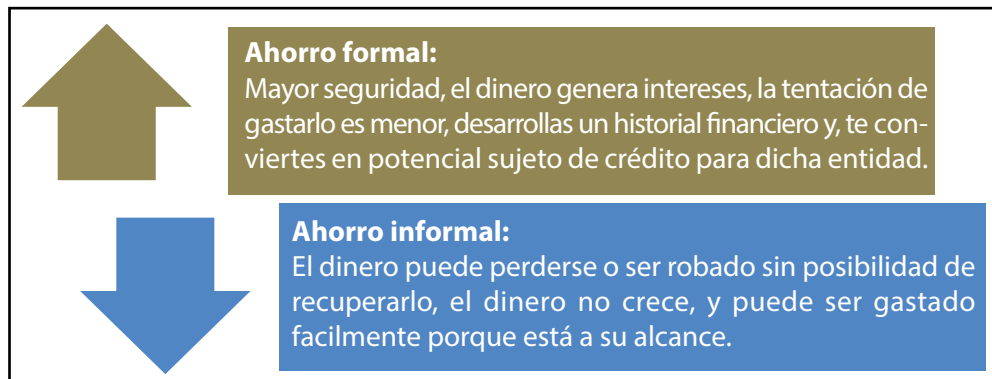 Ahorro formal:
Mayor seguridad, el dinero genera intereses, la tentación de
gastarlo es menor, desarrollas un historial financiero y, te con-
viertes en potencial sujeto de crédito para dicha entidad.
Ahorro informal:
El dinero puede perderse o ser robado sin posibilidad de
recuperarlo, el dinero no crece, y puede ser gastado
facilmente porque está a su alcance.